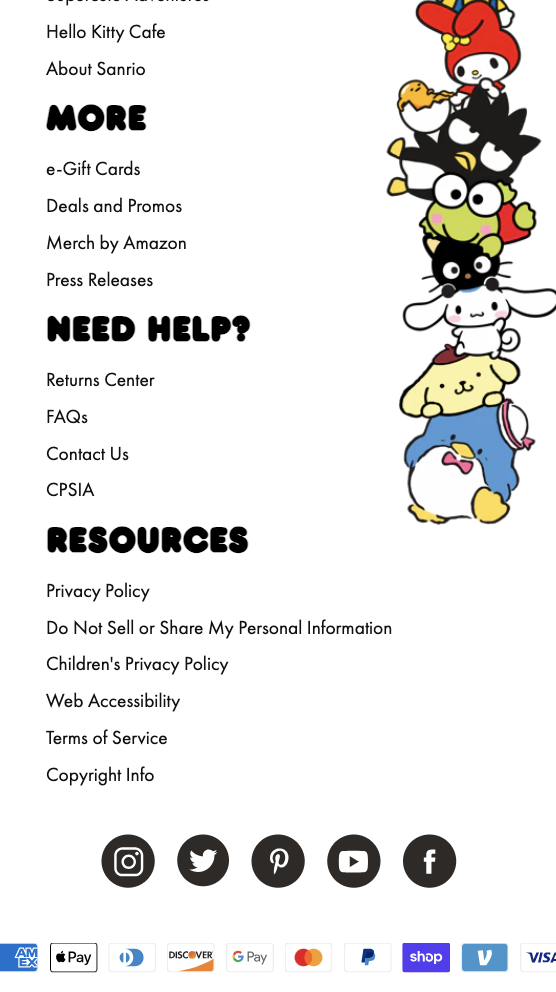 Supercute Adventures
Hello Kitty Cafe
About Sanrio
MORE
e-Gift Cards
Deals and Promos
Merch by Amazon
Press Releases
NEED HELP?
Returns Center
FAQs
Contact Us
CPSIA
RESOURCES
Privacy Policy
Do Not Sell or Share My Personal Information
Children's Privacy Policy
Web Accessibility
Terms of Service
Copyright Info
AM EX Pay DISCOVER G Pay shop VISA